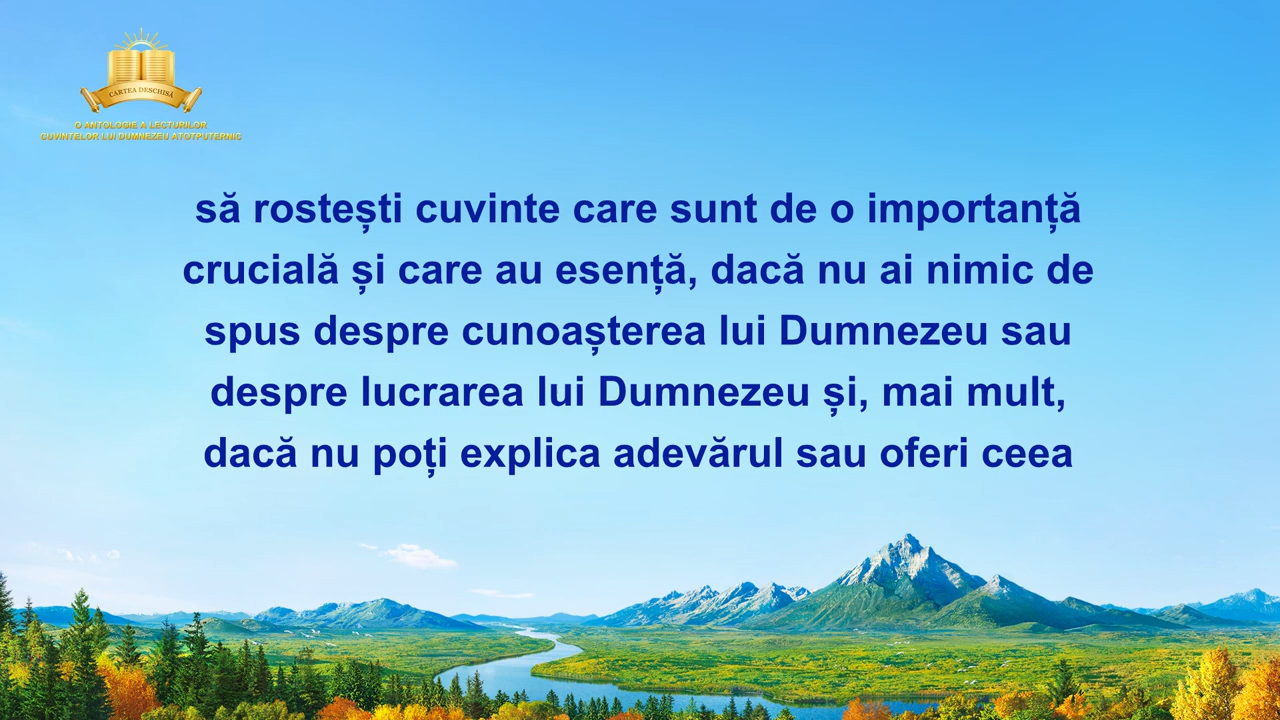 CARTEA DESCHISĂ
O ANTOLOGIE A LECTURILOR
CUVINTELOR LUI DUMNEZEU ATOTPUTERNIC
să rostești cuvinte care sunt de o importanță
crucială și care au esență, dacă nu ai nimic de
spus despre cunoașterea lui Dumnezeu sau
despre lucrarea lui Dumnezeu și, mai mult,
dacă nu poți explica adevărul sau oferi ceea